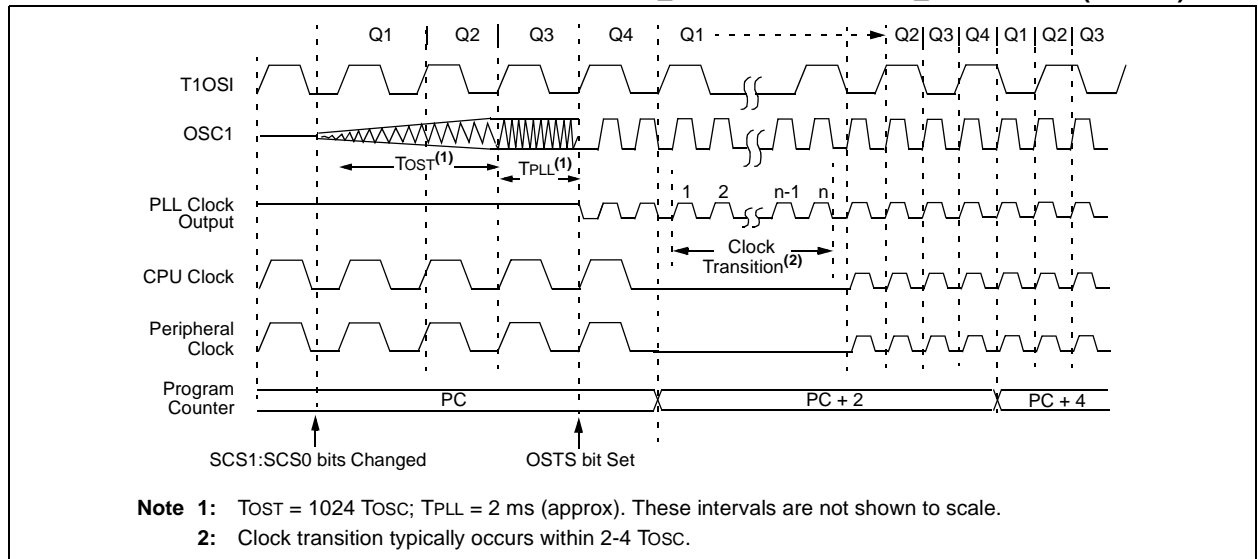 Q1 Q2 Q3 Q4 Q1 Q2 Q3 Q4 Q1 Q2 Q3
T1OSI
OSC1
TOST(1)
TPLL(1)
1 2 n-1 n
PLL Clock
Output
Clock
Transition(2)
CPU Clock
Peripheral
Clock
Program
Counter
PC PC + 2 PC + 4
SCS1:SCS0 bits Changed OSTS bit Set
Note 1: TOST = 1024 TOSC; TPLL = 2 ms (approx). These intervals are not shown to scale.
2: Clock transition typically occurs within 2-4 TOSC.